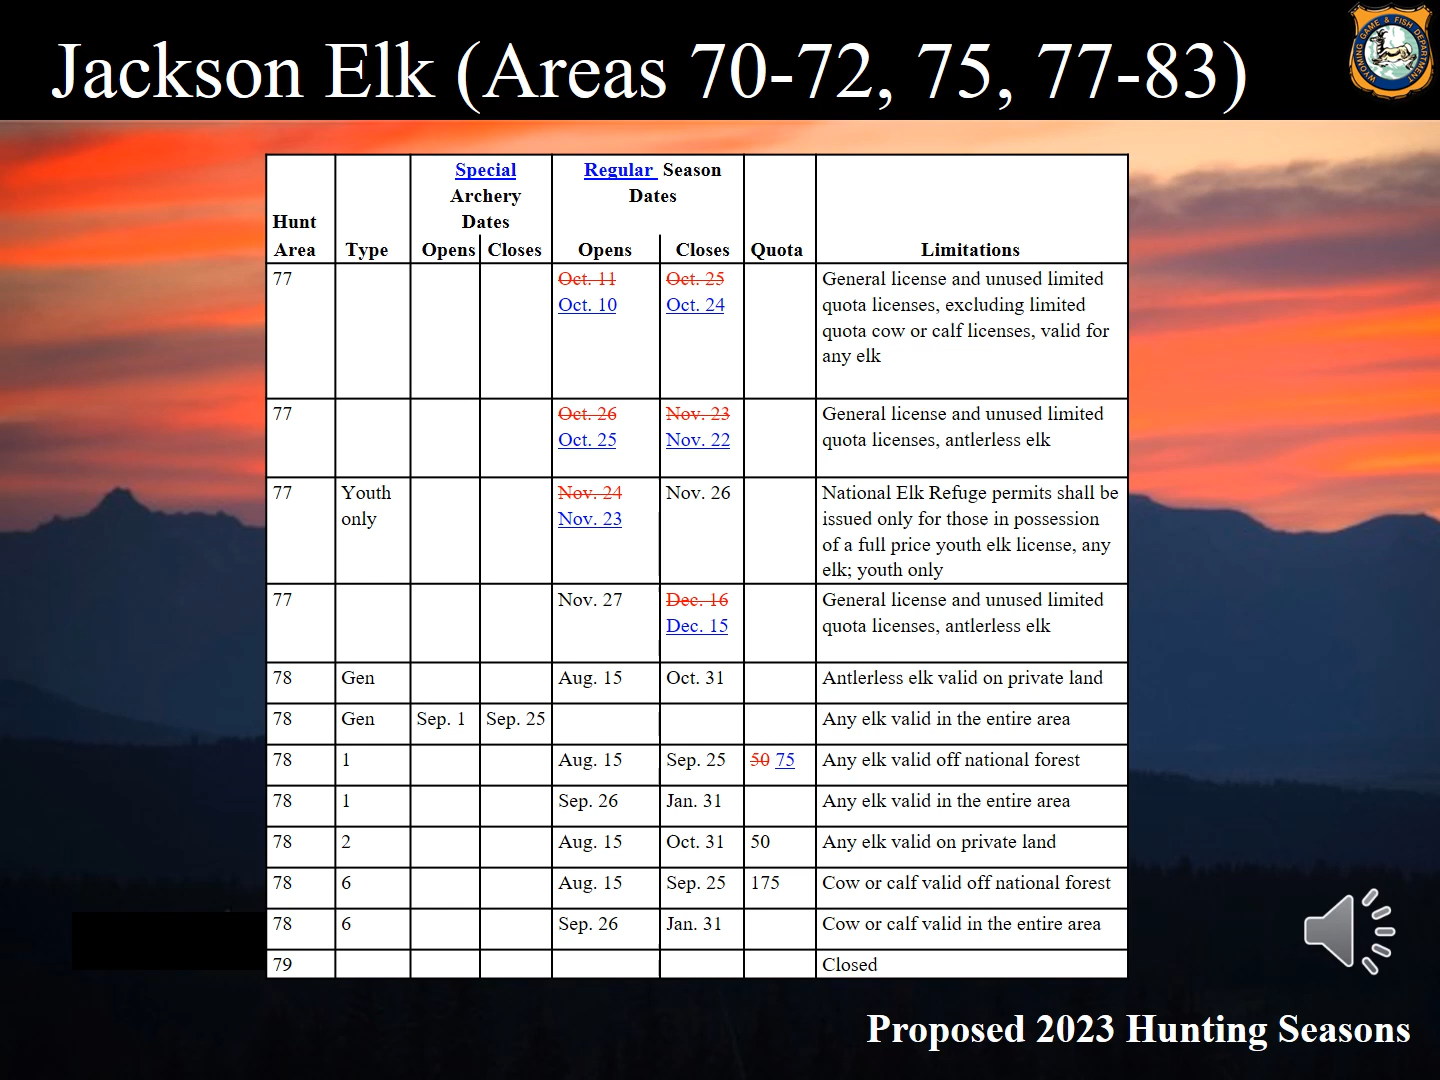 Jackson Elk (Areas 70-72, 75, 77-83)
WYOMING GAME & FISH DEPARTMENT
Special Archery Dates
Regular Season Dates
Hunt Area Type Opens Closes Opens Closes Quota Limitations
77 Oct. 11 Oct. 25 General license and unused limited
Oct. 10 Oct. 24 quota licenses, excluding limited
quota cow or calf licenses, valid for
any elk
77 Oct. 26 Nov. 23 General license and unused limited
Oct. 25 Nov. 22 quota licenses, antlerless elk
77 Youth Nov. 24 Nov. 26 National Elk Refuge permits shall be
only Nov. 23 issued only for those in possession
of a full price youth elk license, any
elk; youth only
77 Nov. 27 Dec. 16 General license and unused limited
Dec. 15 quota licenses, antlerless elk
78 Gen Aug. 15 Oct. 31 Antlerless elk valid on private land
78 Gen Sep. 1 Sep. 25 Any elk valid in the entire area
78 1 Aug. 15 Sep. 25 50 75 Any elk valid off national forest
78 1 Sep. 26 Jan. 31 Any elk valid in the entire area
78 2 Aug. 15 Oct. 31 50 Any elk valid on private land
78 6 Aug. 15 Sep. 25 175 Cow or calf valid off national forest
78 6 Sep. 26 Jan. 31 Cow or calf valid in the entire area
79 Closed
Proposed 2023 Hunting Seasons